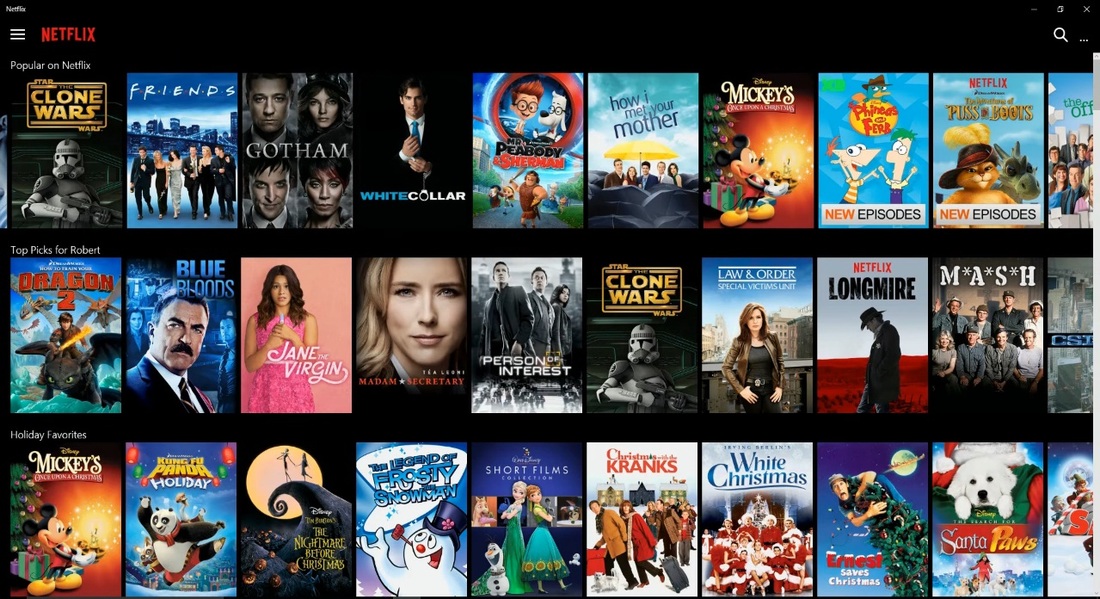 Netflix
NETFLIX
...
Popular on Netflix
STAR
THE
CLONE
WARS
WARS
F·R·I·E·N·D·S
GOTHAM
WHITE COLLAR
MR.
PEABODY
& SHERMAN
how i
met your
mother
Disney
MICKEY'S
ONCE UPON A CHRISTMAS
Phineas
and
FERB
NEW EPISODES
NETFLIX
DREAMWORKS
The Adventures of
PUSS IN BOOTS
NEW EPISODES
the
off
Top Picks for Robert
DREAMWORKS
HOW TO TRAIN YOUR
DRAGON
2
BLUE
BLOODS
JANE
THE
VIRGIN
TÉA LEONI
MADAM SECRETARY
PERSON OF
INTEREST
STAR
THE
CLONE
WARS
WARS
LAW & ORDER
SPECIAL VICTIMS UNIT
NETFLIX
LONGMIRE
M*A*S*H
CSI
Holiday Favorites
Disney
MICKEY'S
ONCE UPON A CHRISTMAS
KUNG FU
PANDA
HOLIDAY
Disney
TIM BURTON'S
THE
NIGHTMARE
BEFORE
CHRISTMAS
THE LEGEND OF
FROSTY
THE
SNOWMAN
Walt Disney
SHORT FILMS
COLLECTION
Christmas with the
KRANKS
IRVING BERLIN'S
White
Christmas
Ernest
SAVES
Christmas
Disney
THE SEARCH FOR
Santa Paws
S